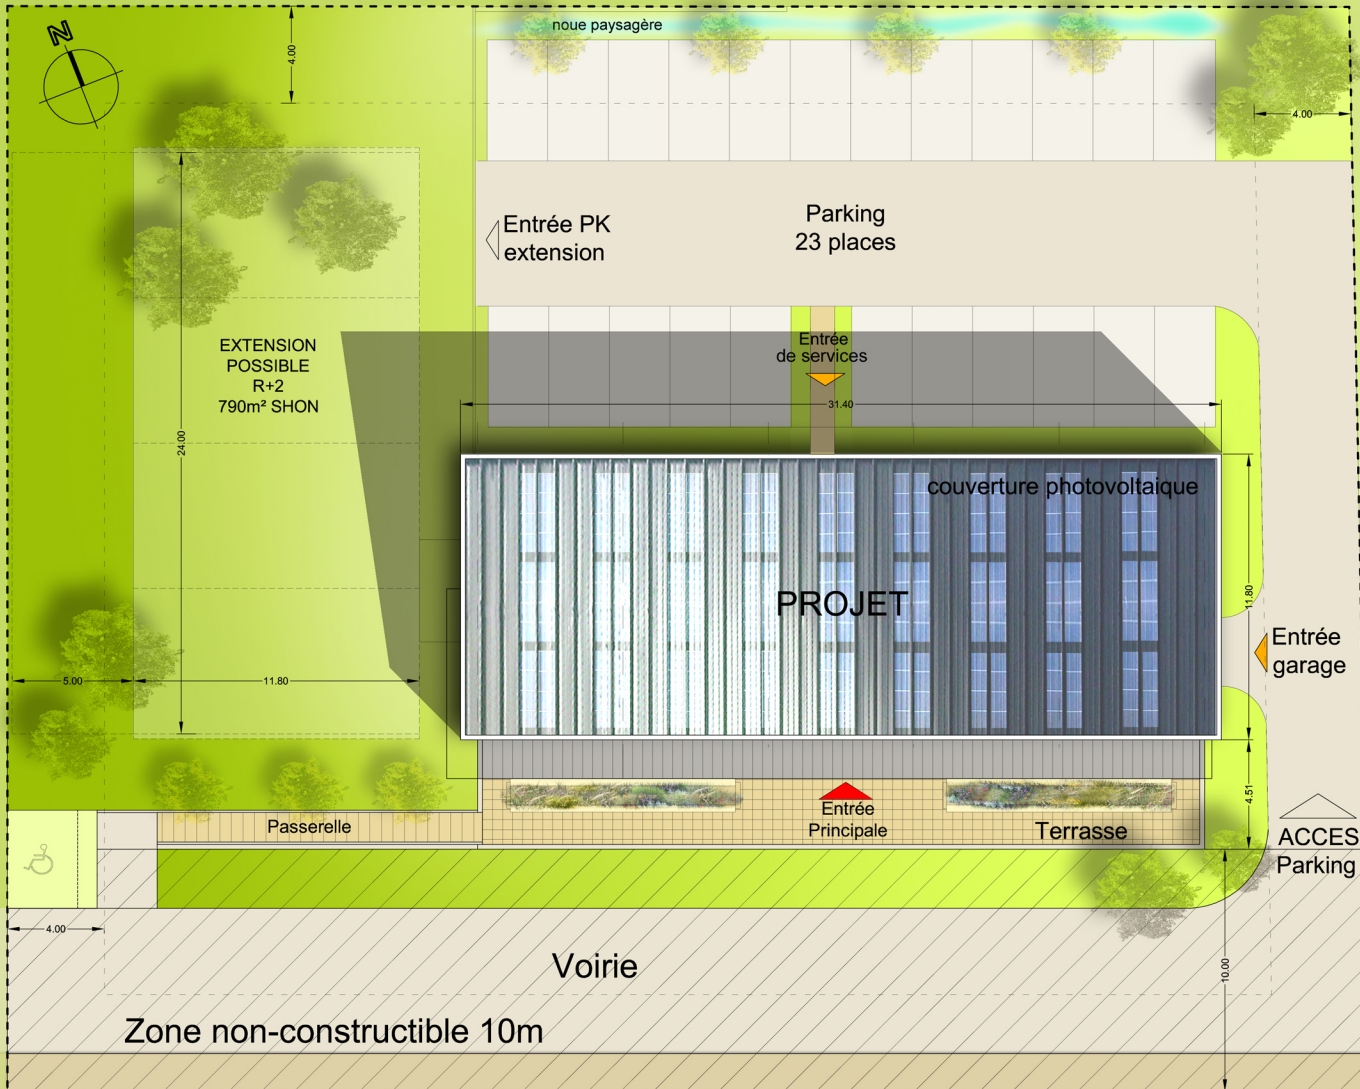 N
noue paysagère
4.00
4.00
Entrée PK
extension
Parking
23 places
EXTENSION
POSSIBLE
R+2
790m² SHON
Entrée
de services
31.40
24.00
couverture photovoltaique
PROJET
11.80
Entrée
garage
5.00
11.80
4.51
Entrée
Principale
Passerelle
Terrasse
ACCES
Parking
4.00
Voirie
10.00
Zone non-constructible 10m